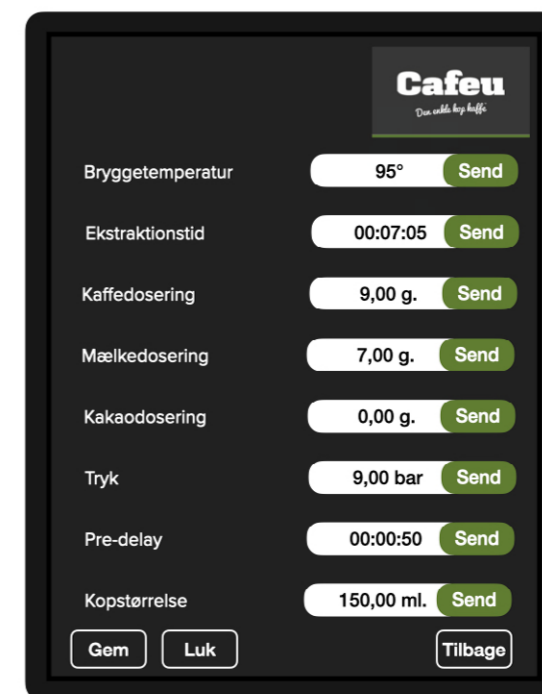 Cafeu
Den enkle kop kaffe
Bryggetemperatur 95° Send
Ekstraktionstid 00:07:05 Send
Kaffedosering 9,00 g. Send
Mælkedosering 7,00 g. Send
Kakaodosering 0,00 g. Send
Tryk 9,00 bar Send
Pre-delay 00:00:50 Send
Kopstørrelse 150,00 ml. Send
Gem Luk Tilbage